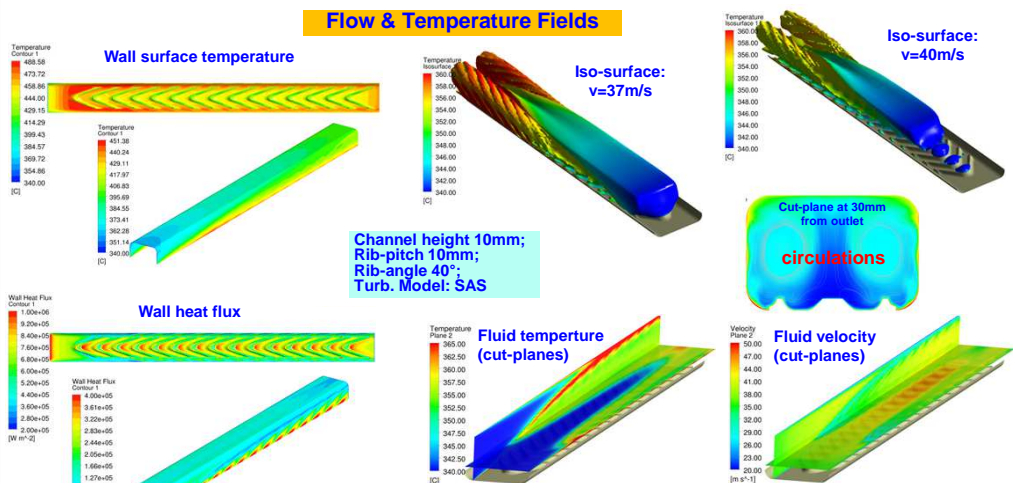 Flow & Temperature Fields
Temperature
Contour 1
488.58
473.72
458.86
444.00
429.15
414.29
399.43
384.57
369.72
354.86
340.00
[C]
Wall surface temperature
Temperature
Contour 1
451.38
440.24
429.11
417.97
406.83
395.69
384.55
373.41
362.28
351.14
340.00
[C]
Temperature
Isosurface 1
360.00
358.00
356.00
354.00
352.00
350.00
348.00
346.00
344.00
342.00
340.00
[C]
Iso-surface:
v=37m/s
Temperature
Isosurface 1
360.00
358.00
356.00
354.00
352.00
350.00
348.00
346.00
344.00
342.00
340.00
[C]
Iso-surface:
v=40m/s
Cut-plane at 30mm
from outlet
circulations
Channel height 10mm;
Rib-pitch 10mm;
Rib-angle 40°;
Turb. Model: SAS
Wall Heat Flux
Contour 1
1.00e+06
9.20e+05
8.40e+05
7.60e+05
6.80e+05
6.00e+05
5.20e+05
4.40e+05
3.60e+05
2.80e+05
2.00e+05
[W m^-2]
Wall heat flux
Wall Heat Flux
Contour 1
4.00e+05
3.61e+05
3.22e+05
2.83e+05
2.44e+05
2.05e+05
1.66e+05
1.27e+05
Temperature
Plane 2
365.00
362.50
360.00
357.50
355.00
352.50
350.00
347.50
345.00
342.50
340.00
[C]
Fluid temperture
(cut-planes)
Velocity
Plane 2
50.00
47.00
44.00
41.00
38.00
35.00
32.00
29.00
26.00
23.00
20.00
[m s^-1]
Fluid velocity
(cut-planes)